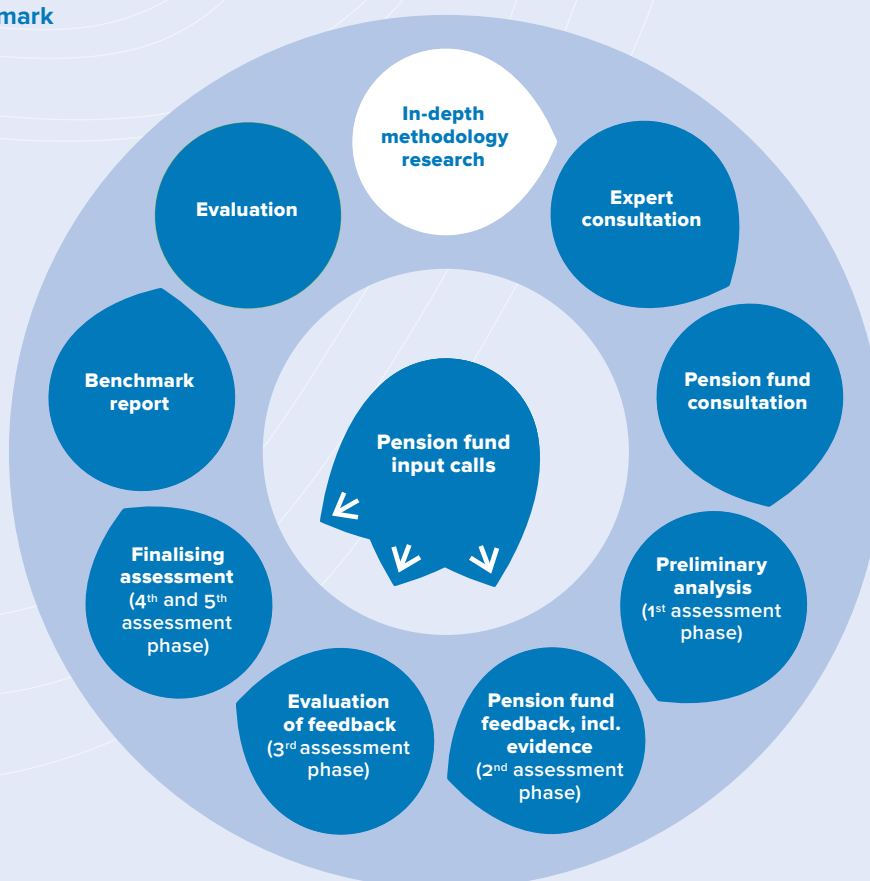 mark
In-depth
methodology
research
Expert
consultation
Pension fund
consultation
Preliminary
analysis
(1st assessment
phase)
Pension fund
feedback, incl.
evidence
(2nd assessment
phase)
Evaluation
of feedback
(3rd assessment
phase)
Finalising
assessment
(4th and 5th
assessment
phase)
Benchmark
report
Evaluation
Pension fund
input calls